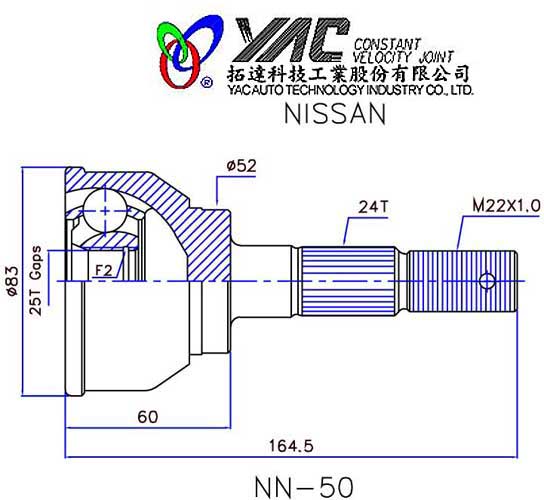 YAC CONSTANT
VELOCITY JOINT
®
拓達科技工業股份有限公司
YAC AUTO TECHNOLOGY INDUSTRY CO., LTD.
NISSAN
Ø52
24T
M22X1.0
Ø83
25T Gaps
F2
60
164.5
NN-50